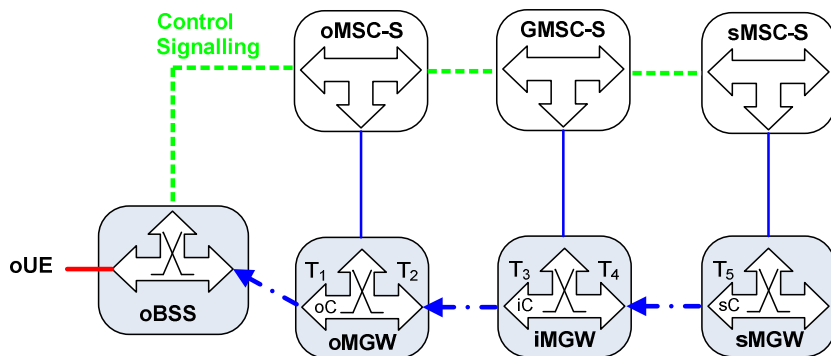 Control
Signalling
oMSC-S
GMSC-S
sMSC-S
oUE
oBSS
T1
T2
oC
oMGW
T3
T4
iC
iMGW
T5
sC
sMGW